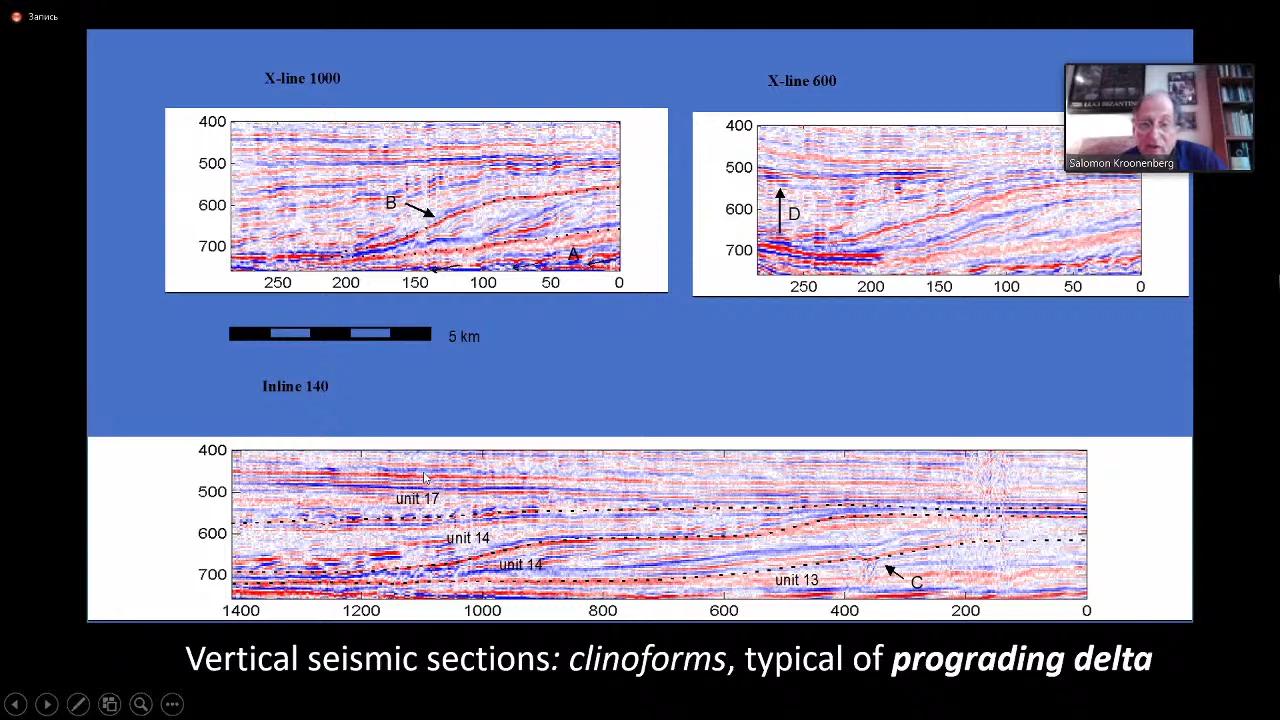 Запись
X-line 1000
X-line 600
400
500
600
700
B
A
250 200 150 100 50 0
400
500
600
700
D
250 200 150 100 50 0
LUCI BIZANTINE
Salomon Kroonenberg
5 km
Inline 140
400
500
600
700
unit 17
unit 14
unit 14
unit 13
C
1400 1200 1000 800 600 400 200 0
Vertical seismic sections: clinoforms, typical of prograding delta